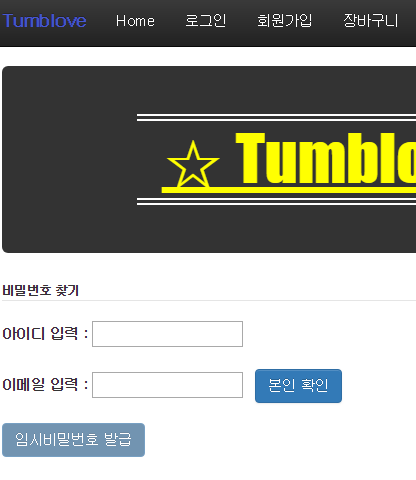 Tumblove Home 로그인 회원가입 장바구니
☆ Tumblo
비밀번호 찾기
아이디 입력 :
이메일 입력 : 본인 확인
임시비밀번호 발급